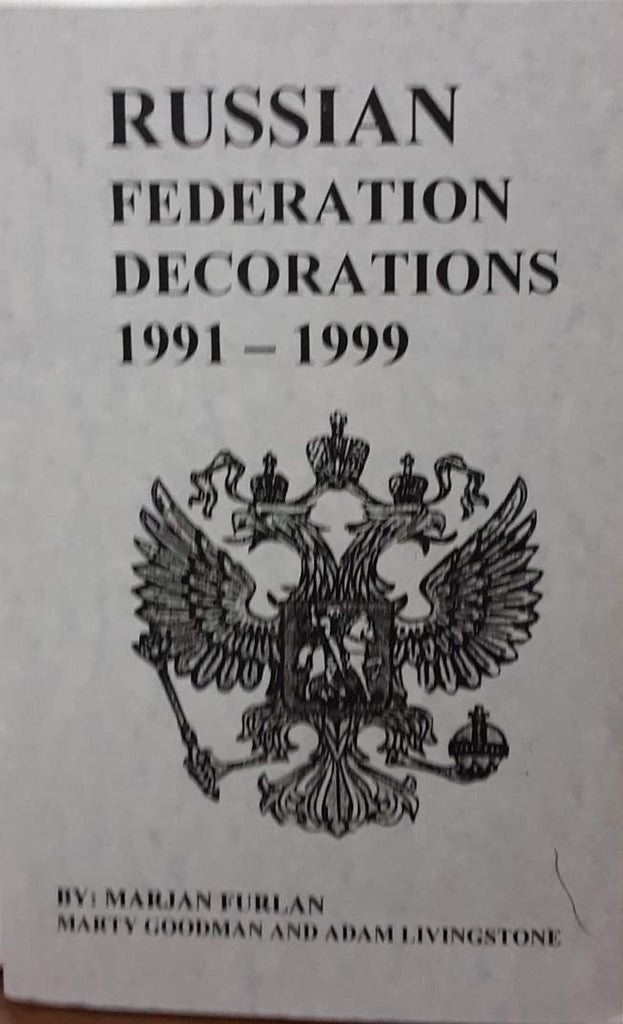 RUSSIAN
FEDERATION
DECORATIONS
1991 – 1999
BY: MARJAN FURLAN
MARTY GOODMAN AND ADAM LIVINGSTONE